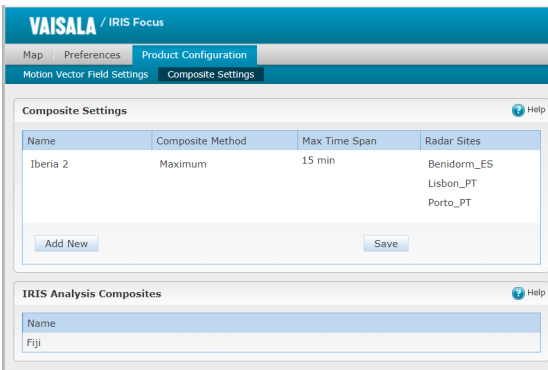 VAISALA / IRIS Focus
Map Preferences Product Configuration
Motion Vector Field Settings Composite Settings
Composite Settings ? Help
Name Composite Method Max Time Span Radar Sites
Iberia 2 Maximum 15 min Benidorm_ES
Lisbon_PT
Porto_PT
Add New Save
IRIS Analysis Composites ? Help
Name
Fiji